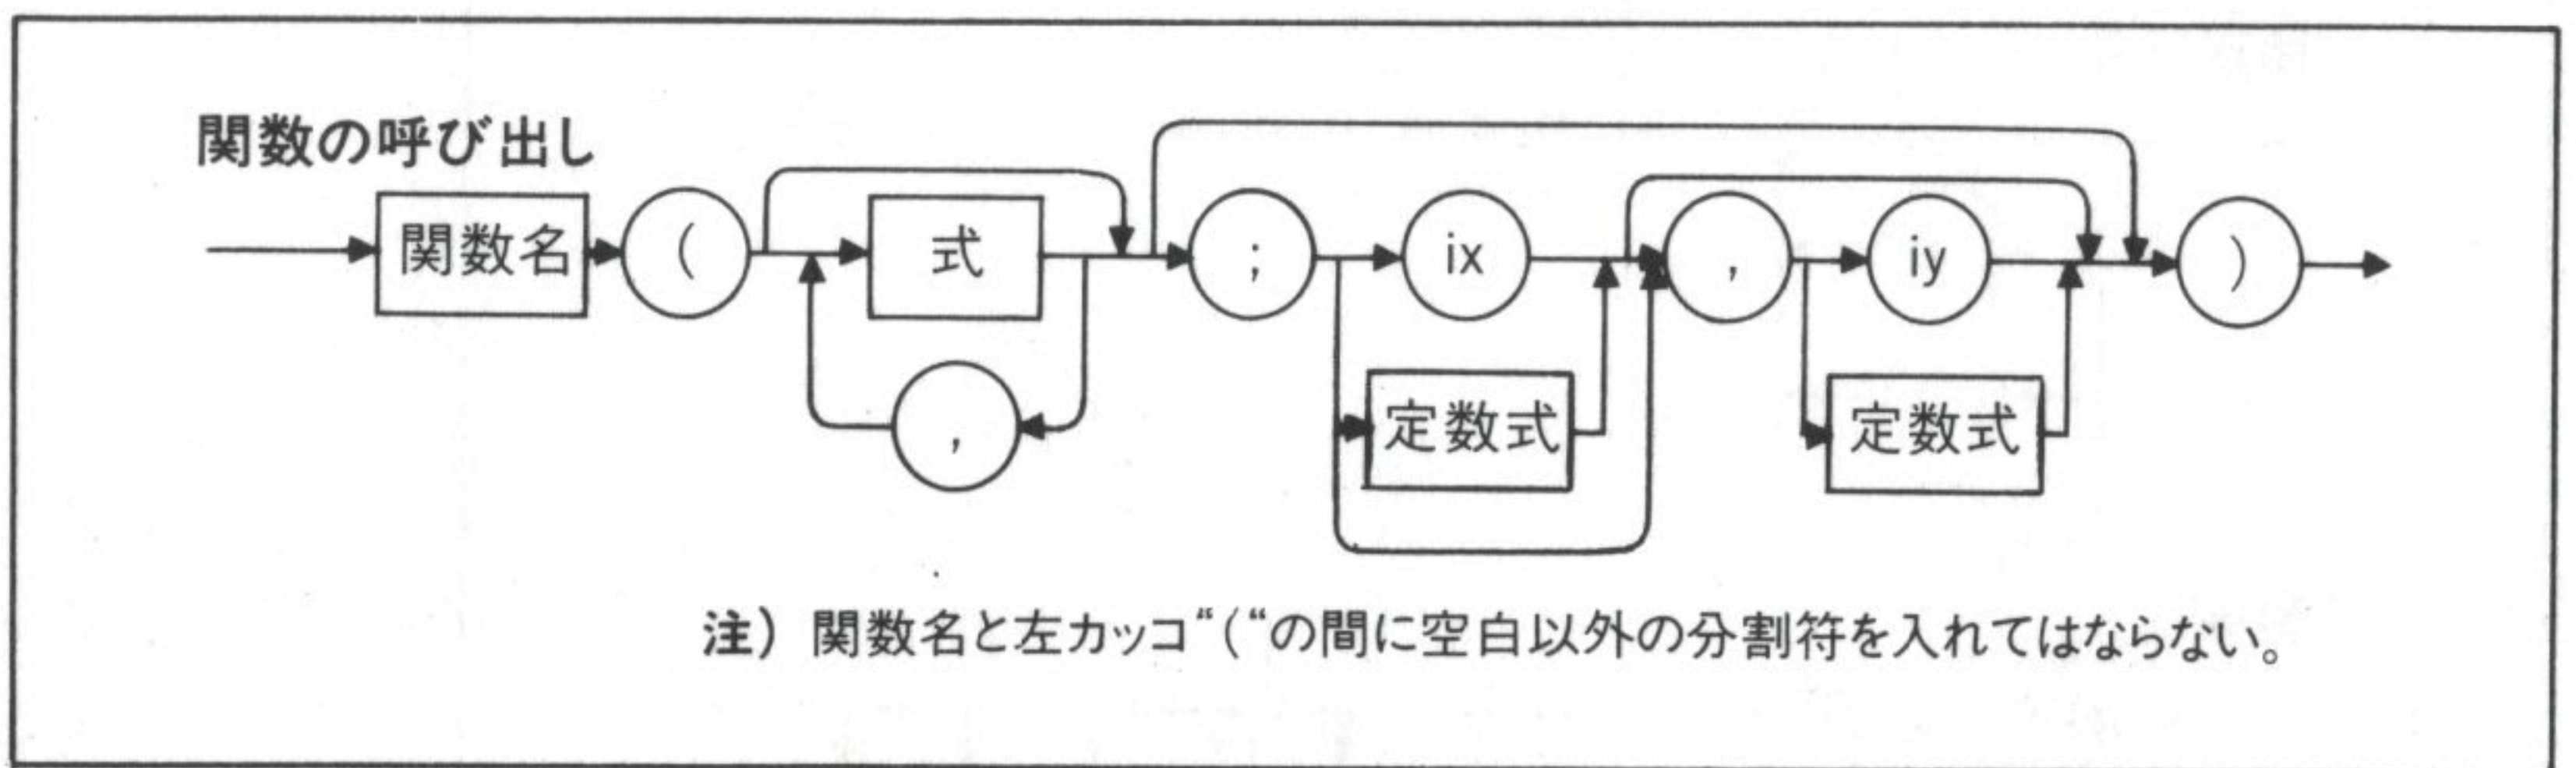 関数の呼び出し
関数名 ( 式 ; ix , iy )
, 定数式 定数式
注) 関数名と左カッコ“(“の間に空白以外の分割符を入れてはならない。